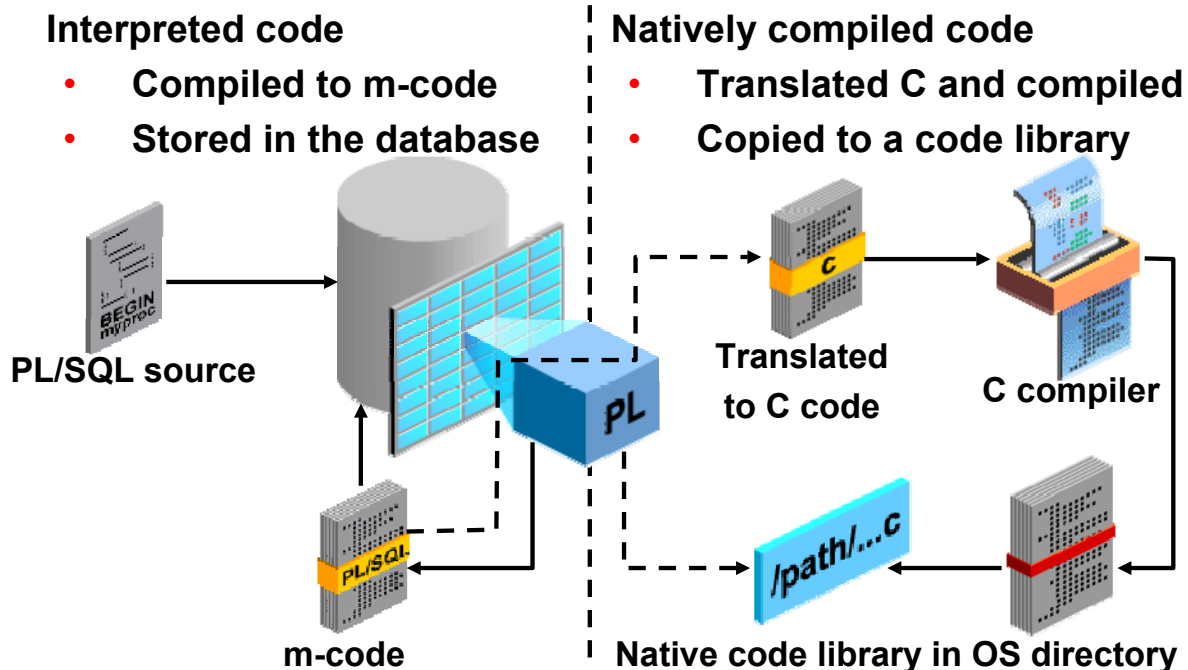 Interpreted code
• Compiled to m-code
• Stored in the database
Natively compiled code
• Translated C and compiled
• Copied to a code library
BEGIN
myproc
PL/SQL source
PL
PL/SQL
m-code
C
Translated
to C code
C compiler
/path/...c
Native code library in OS directory